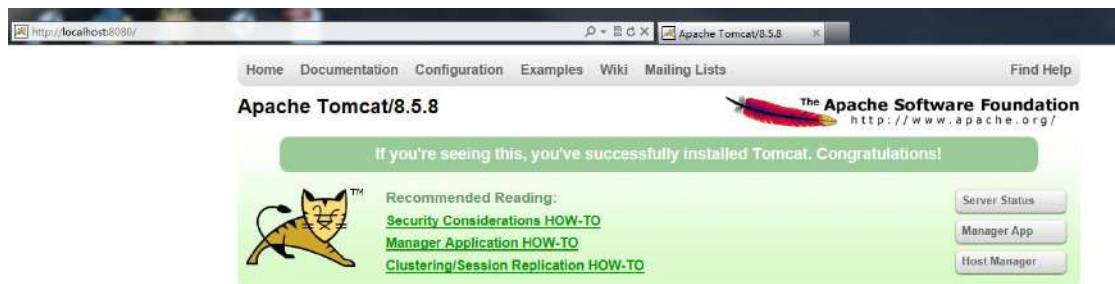 http://localhost:8080/
Apache Tomcat/8.5.8
Home Documentation Configuration Examples Wiki Mailing Lists Find Help
Apache Tomcat/8.5.8
The Apache Software Foundation
http://www.apache.org/
If you're seeing this, you've successfully installed Tomcat. Congratulations!
TM
Recommended Reading:
Security Considerations HOW-TO
Manager Application HOW-TO
Clustering/Session Replication HOW-TO
Server Status
Manager App
Host Manager